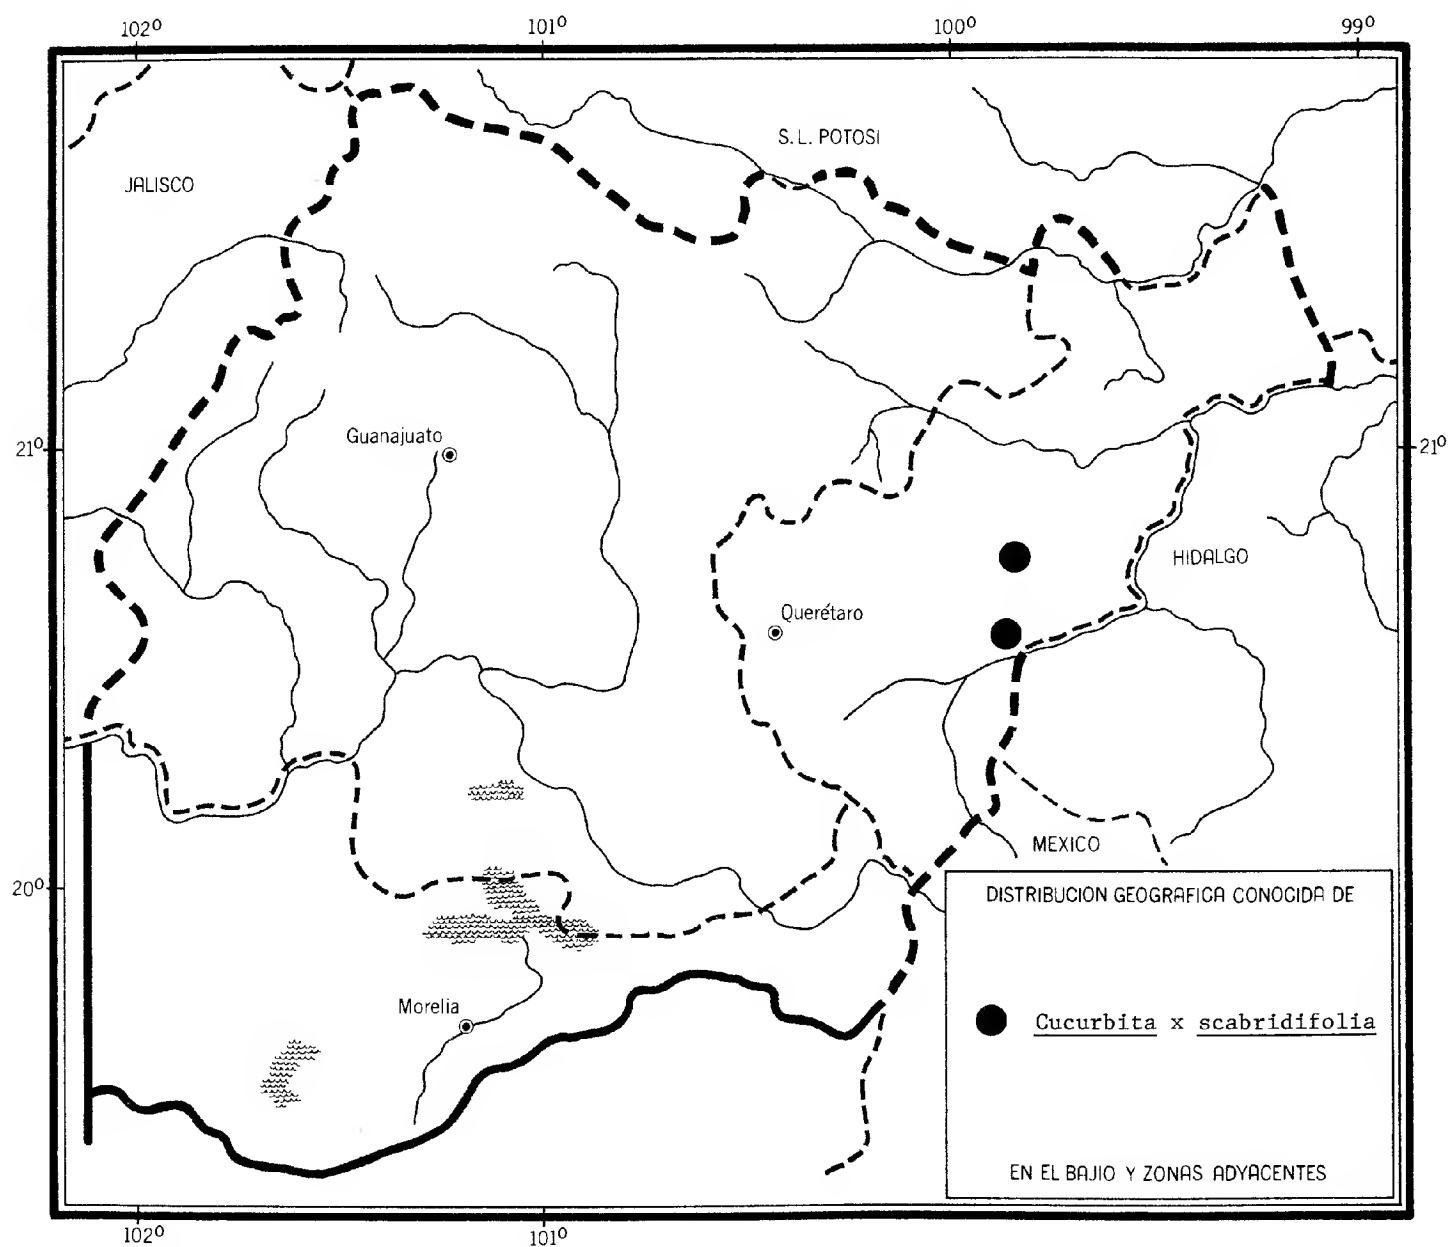 102° 101° 100° 99°
S.L. POTOSI
JALISCO
Guanajuato
21° 21°
HIDALGO
Querétaro
MEXICO
20°
DISTRIBUCION GEOGRAFICA CONOCIDA DE
Morelia
Cucurbita x scabridifolia
EN EL BAJIO Y ZONAS ADYACENTES
102° 101°